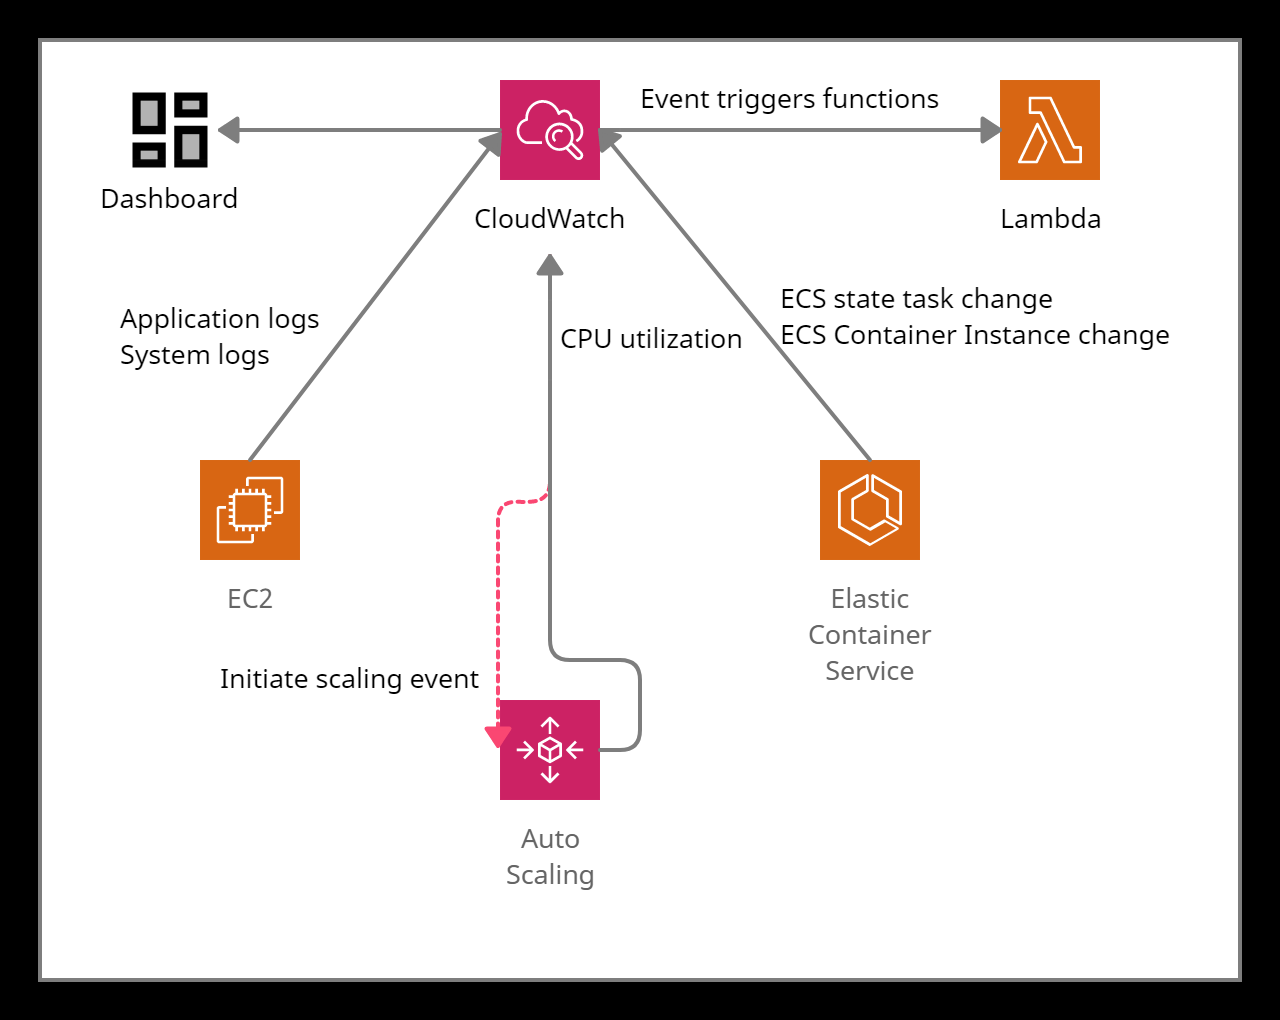 Event triggers functions
Dashboard
CloudWatch
Lambda
Application logs
System logs
CPU utilization
ECS state task change
ECS Container Instance change
EC2
Elastic
Container
Service
Initiate scaling event
Auto
Scaling